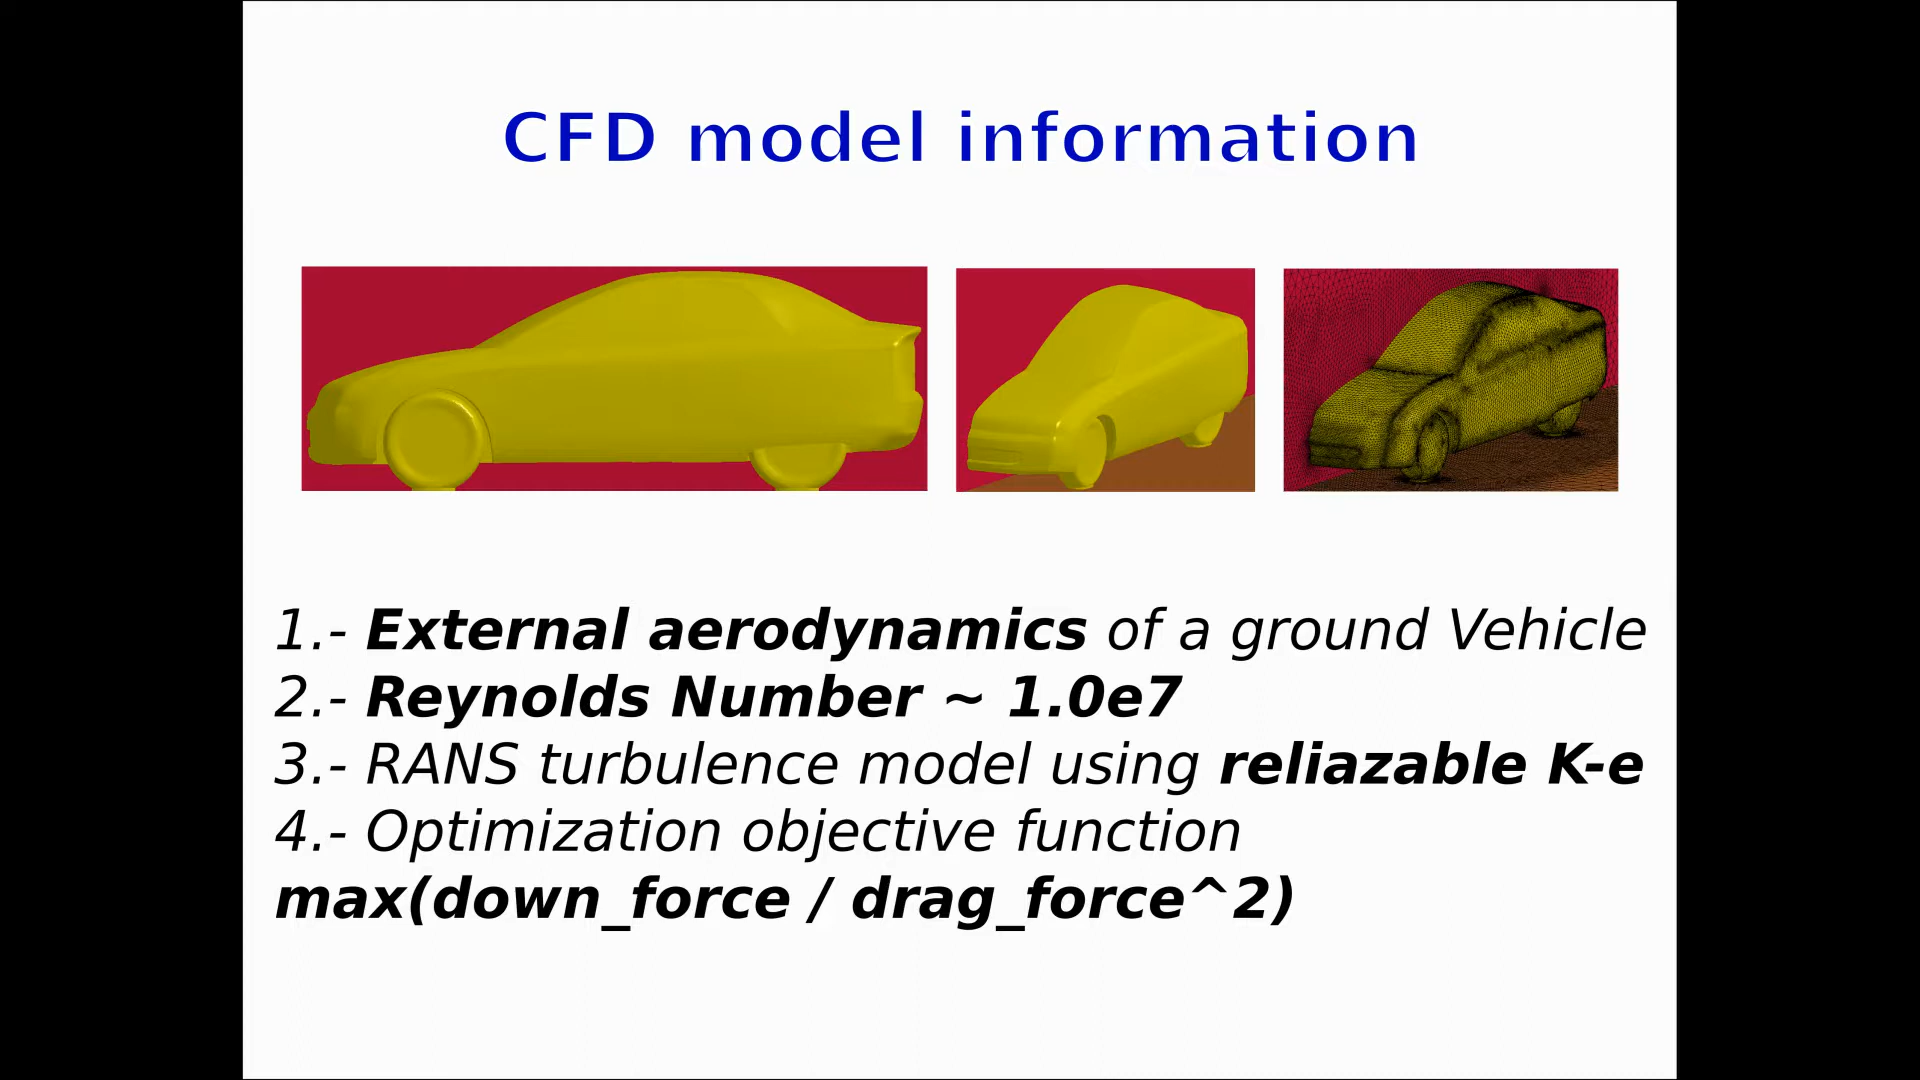 CFD model information
1.- External aerodynamics of a ground Vehicle
2.- Reynolds Number ~ 1.0e7
3.- RANS turbulence model using reliazable K-e
4.- Optimization objective function
max(down_force / drag_force^2)